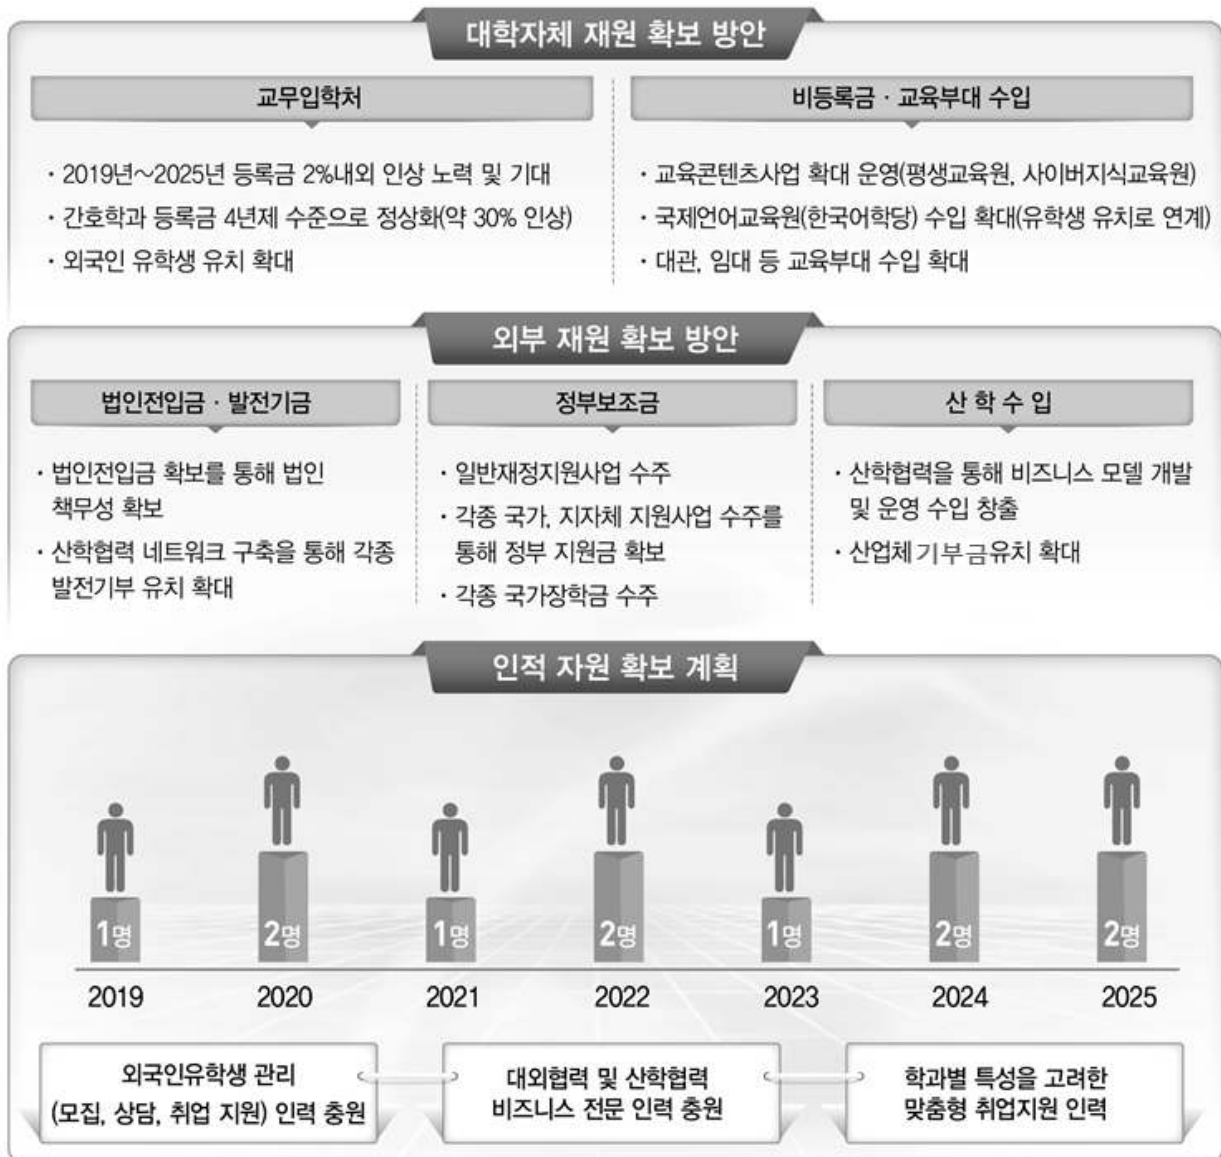 대학자체 재원 확보 방안
교무입학처
· 2019년~2025년 등록금 2%내외 인상 노력 및 기대
· 간호학과 등록금 4년제 수준으로 정상화(약 30% 인상)
· 외국인 유학생 유치 확대
비등록금 · 교육부대 수입
· 교육콘텐츠사업 확대 운영(평생교육원, 사이버지식교육원)
· 국제언어교육원(한국어학당) 수입 확대(유학생 유치로 연계)
· 대관, 임대 등 교육부대 수입 확대
외부 재원 확보 방안
법인전입금 · 발전기금
· 법인전입금 확보를 통해 법인
책무성 확보
· 산학협력 네트워크 구축을 통해 각종
발전기부 유치 확대
정부보조금
· 일반재정지원사업 수주
· 각종 국가, 지자체 지원사업 수주를
통해 정부 지원금 확보
· 각종 국가장학금 수주
산 학 수 입
· 산학협력을 통해 비즈니스 모델 개발
및 운영 수입 창출
· 산업체 기부금유치 확대
인적 자원 확보 계획
1명 2명 1명 2명 1명 2명 2명
2019 2020 2021 2022 2023 2024 2025
외국인유학생 관리
(모집, 상담, 취업 지원) 인력 충원
대외협력 및 산학협력
비즈니스 전문 인력 충원
학과별 특성을 고려한
맞춤형 취업지원 인력